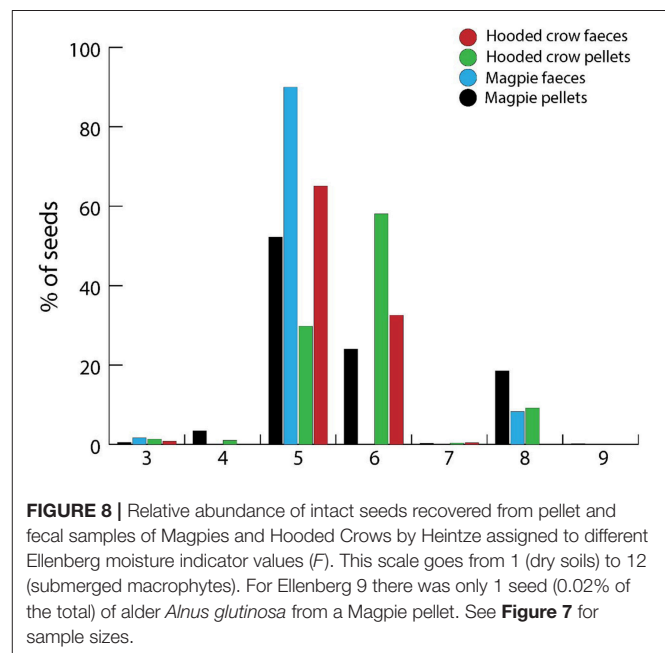 Hooded crow faeces
Hooded crow pellets
Magpie faeces
Magpie pellets
% of seeds
100
80
60
40
20
0
3 4 5 6 7 8 9
FIGURE 8 | Relative abundance of intact seeds recovered from pellet and
fecal samples of Magpies and Hooded Crows by Heintze assigned to different
Ellenberg moisture indicator values (F). This scale goes from 1 (dry soils) to 12
(submerged macrophytes). For Ellenberg 9 there was only 1 seed (0.02% of
the total) of alder Alnus glutinosa from a Magpie pellet. See Figure 7 for
sample sizes.